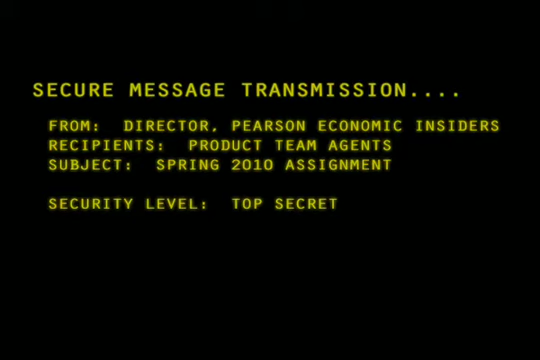 SECURE MESSAGE TRANSMISSION....
FROM: DIRECTOR, PEARSON ECONOMIC INSIDERS
RECIPIENTS: PRODUCT TEAM AGENTS
SUBJECT: SPRING 2010 ASSIGNMENT
SECURITY LEVEL: TOP SECRET